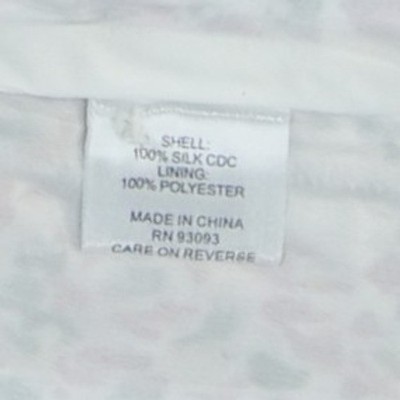 SHELL:
100% SILK CDC
LINING:
100% POLYESTER
MADE IN CHINA
RN 93093
CARE ON REVERSE